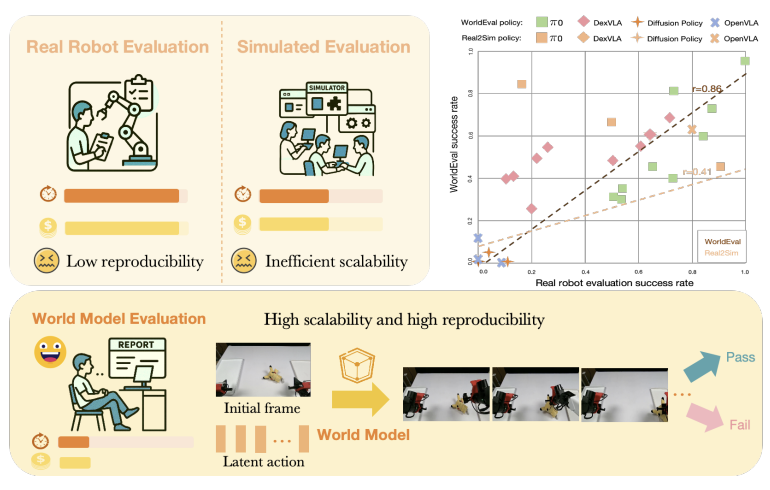 Real Robot Evaluation
Simulated Evaluation
SIMULATOR
$
$
Low reproducibility
Inefficient scalability
WorldEval policy: π0 DexVLA Diffusion Policy OpenVLA
Real2Sim policy: π0 DexVLA Diffusion Policy OpenVLA
WorldEval success rate
1.0
0.8
0.6
0.4
0.2
0.0
r=0.86
r=0.41
WorldEval
Real2Sim
0.0 0.2 0.4 0.6 0.8 1.0
Real robot evaluation success rate
World Model Evaluation
High scalability and high reproducibility
REPORT
$
Initial frame
Latent action
World Model
Pass
Fail